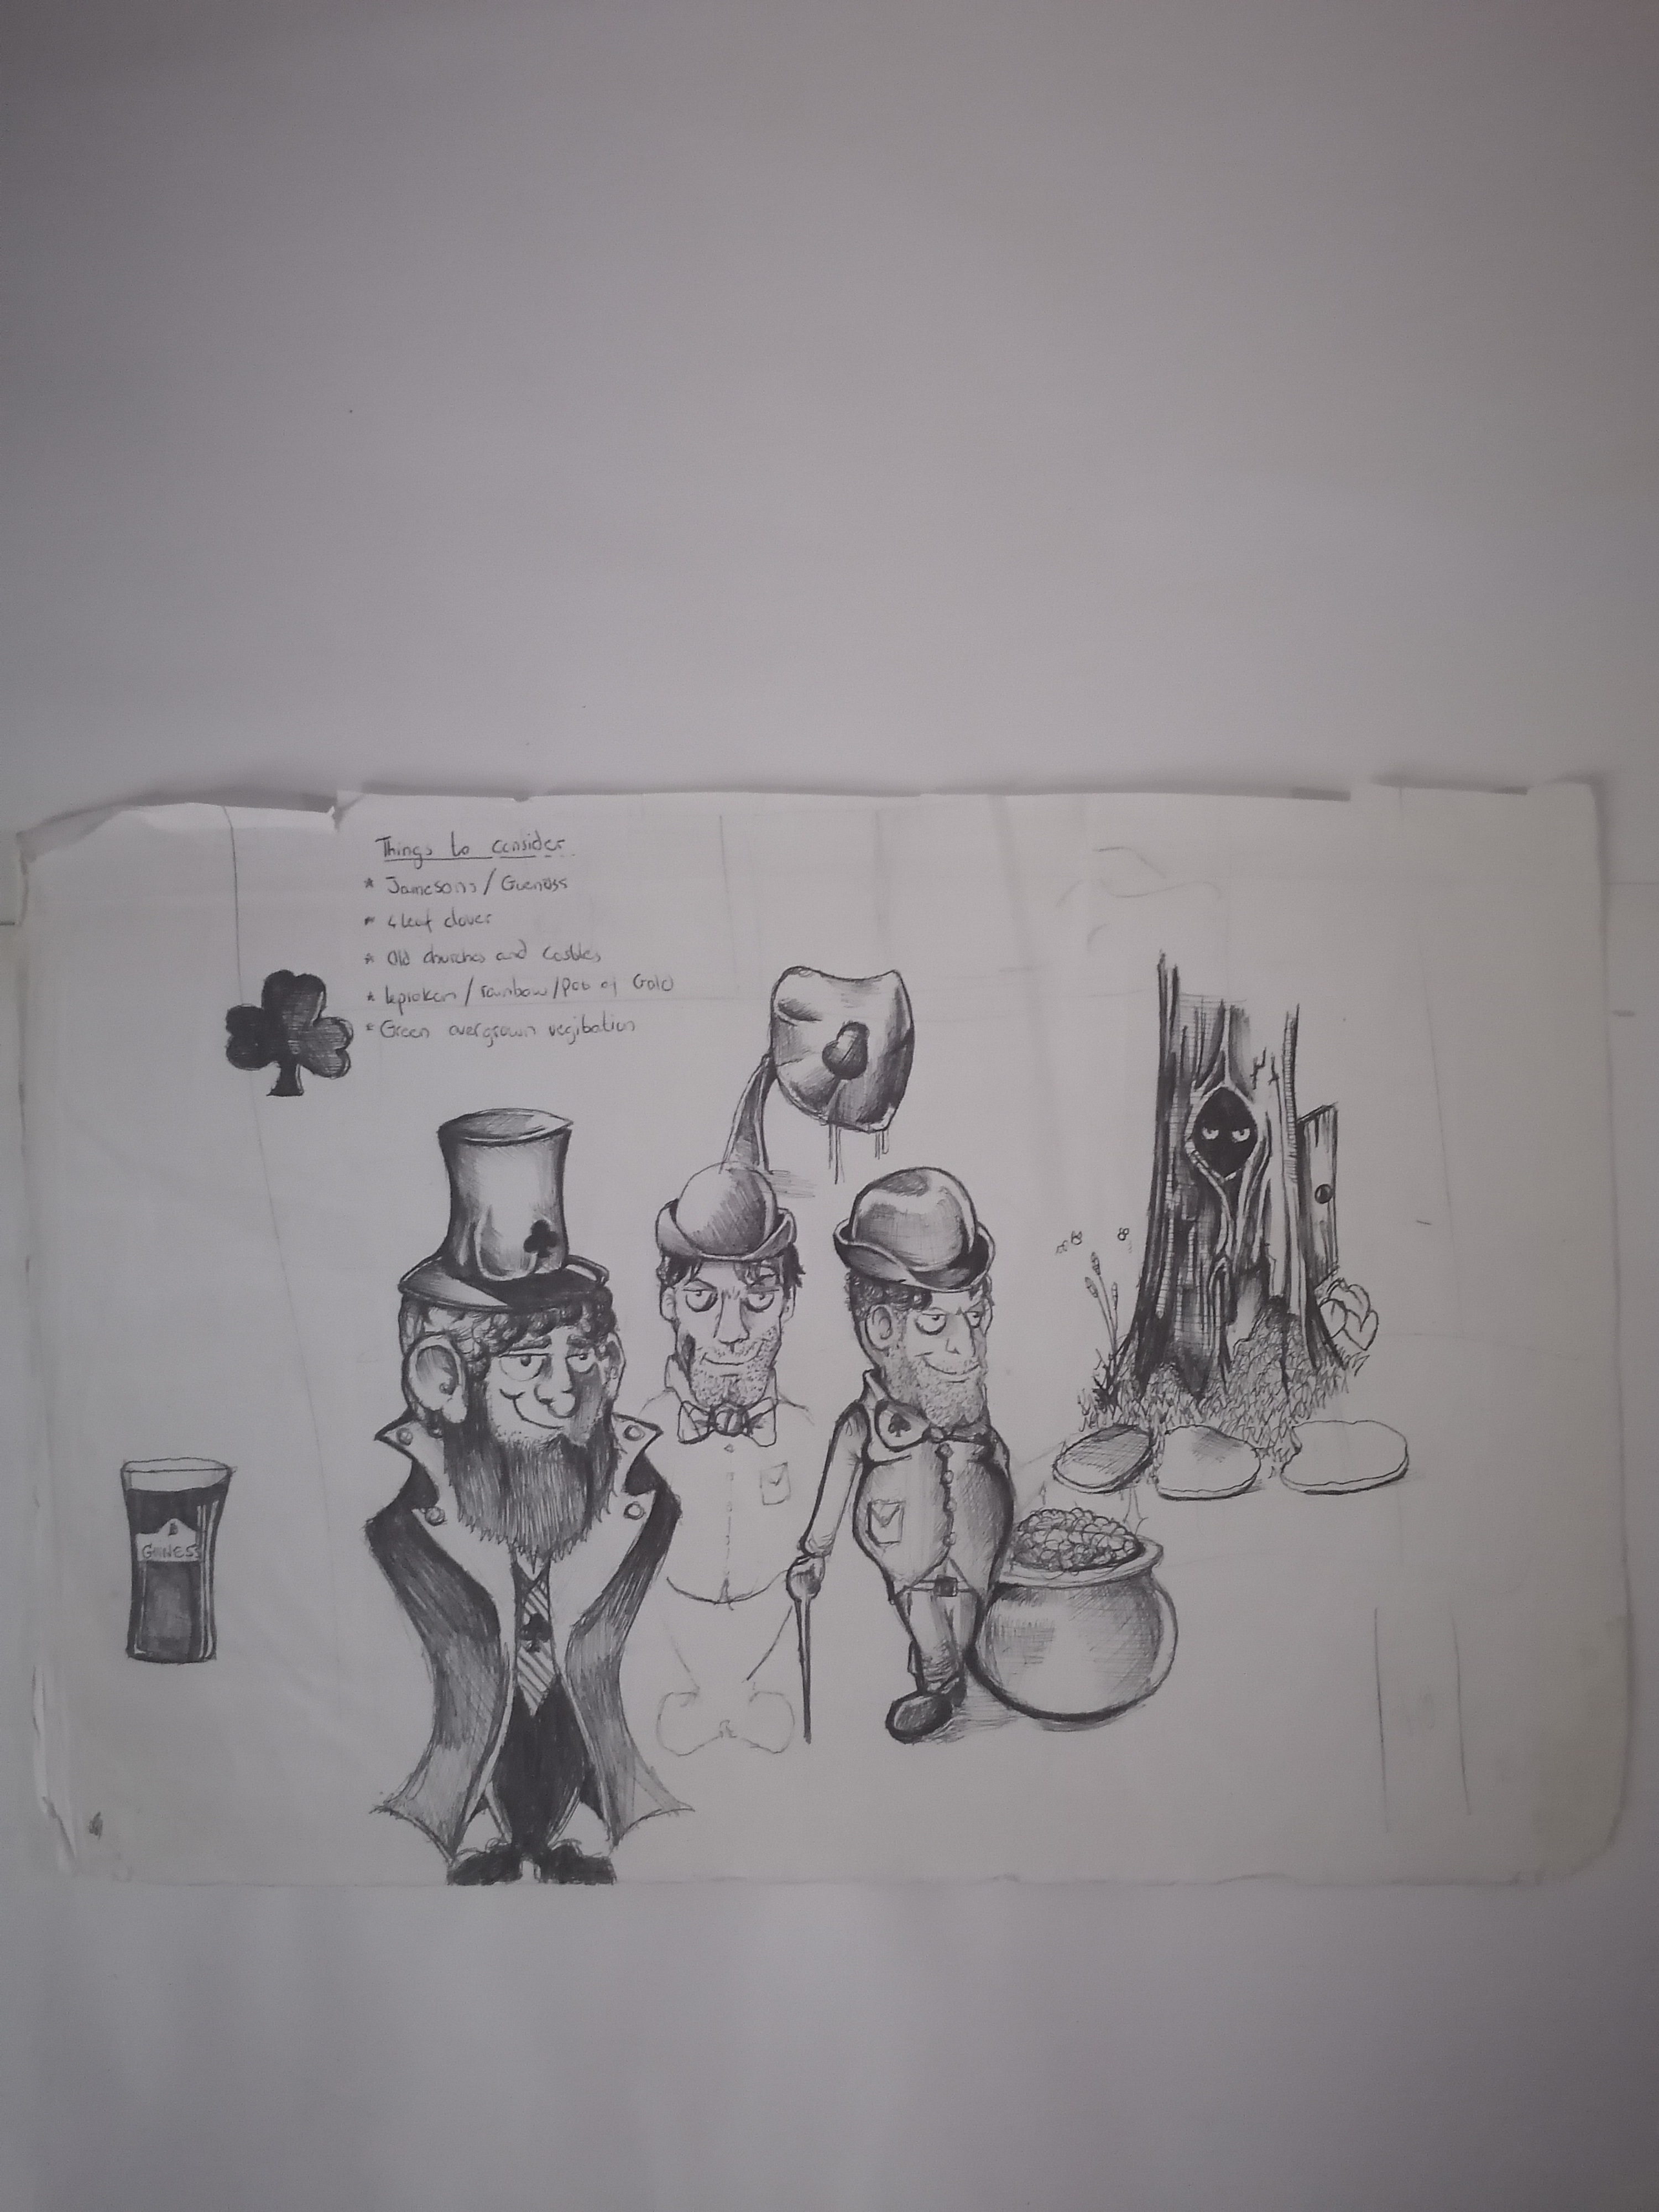 Things to consider
* Jamesons / Gueness
* 4 leaf clover
* Old churches and Castles
* leprokan / rainbow / Pot of Gold
* Green overgrown vegitation
GUINESS